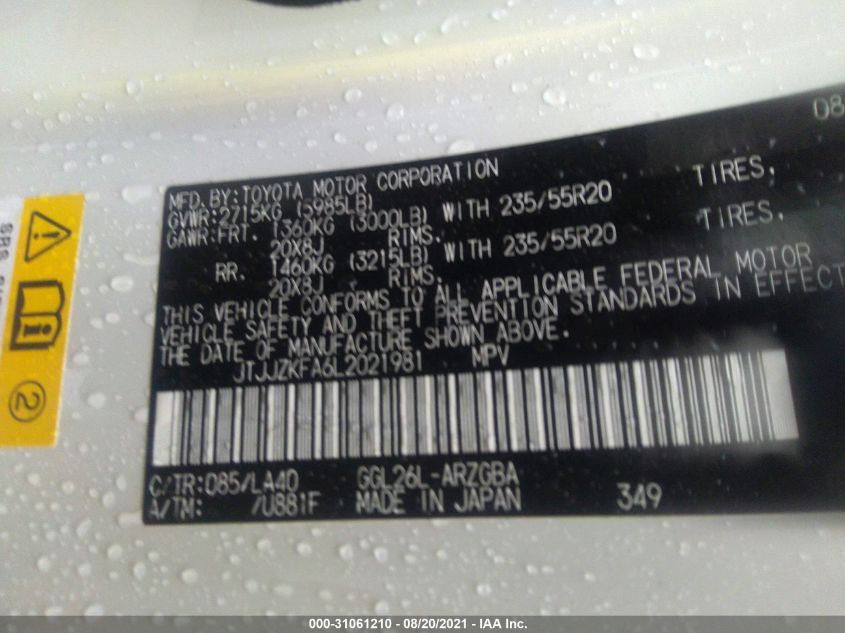 08
MFD.BY:TOYOTA MOTOR CORPORATION
GVWR:2715KG (5985LB)
GAWR:FRT. 1360KG (3000LB) WITH 235/55R20 TIRES,
20X8J RIMS.
RR. 1460KG (3215LB) WITH 235/55R20 TIRES,
20X8J RIMS.
THIS VEHICLE CONFORMS TO ALL APPLICABLE FEDERAL MOTOR
VEHICLE SAFETY AND THEFT PREVENTION STANDARDS IN EFFECT
THE DATE OF MANUFACTURE SHOWN ABOVE.
JTJJZKFA6L2021981 MPV
C/TR:085/LA40 GGL26L-ARZGBA
A/TM: /U881F MADE IN JAPAN 349
SRS
2
000-31061210 - 08/20/2021 - IAA Inc.